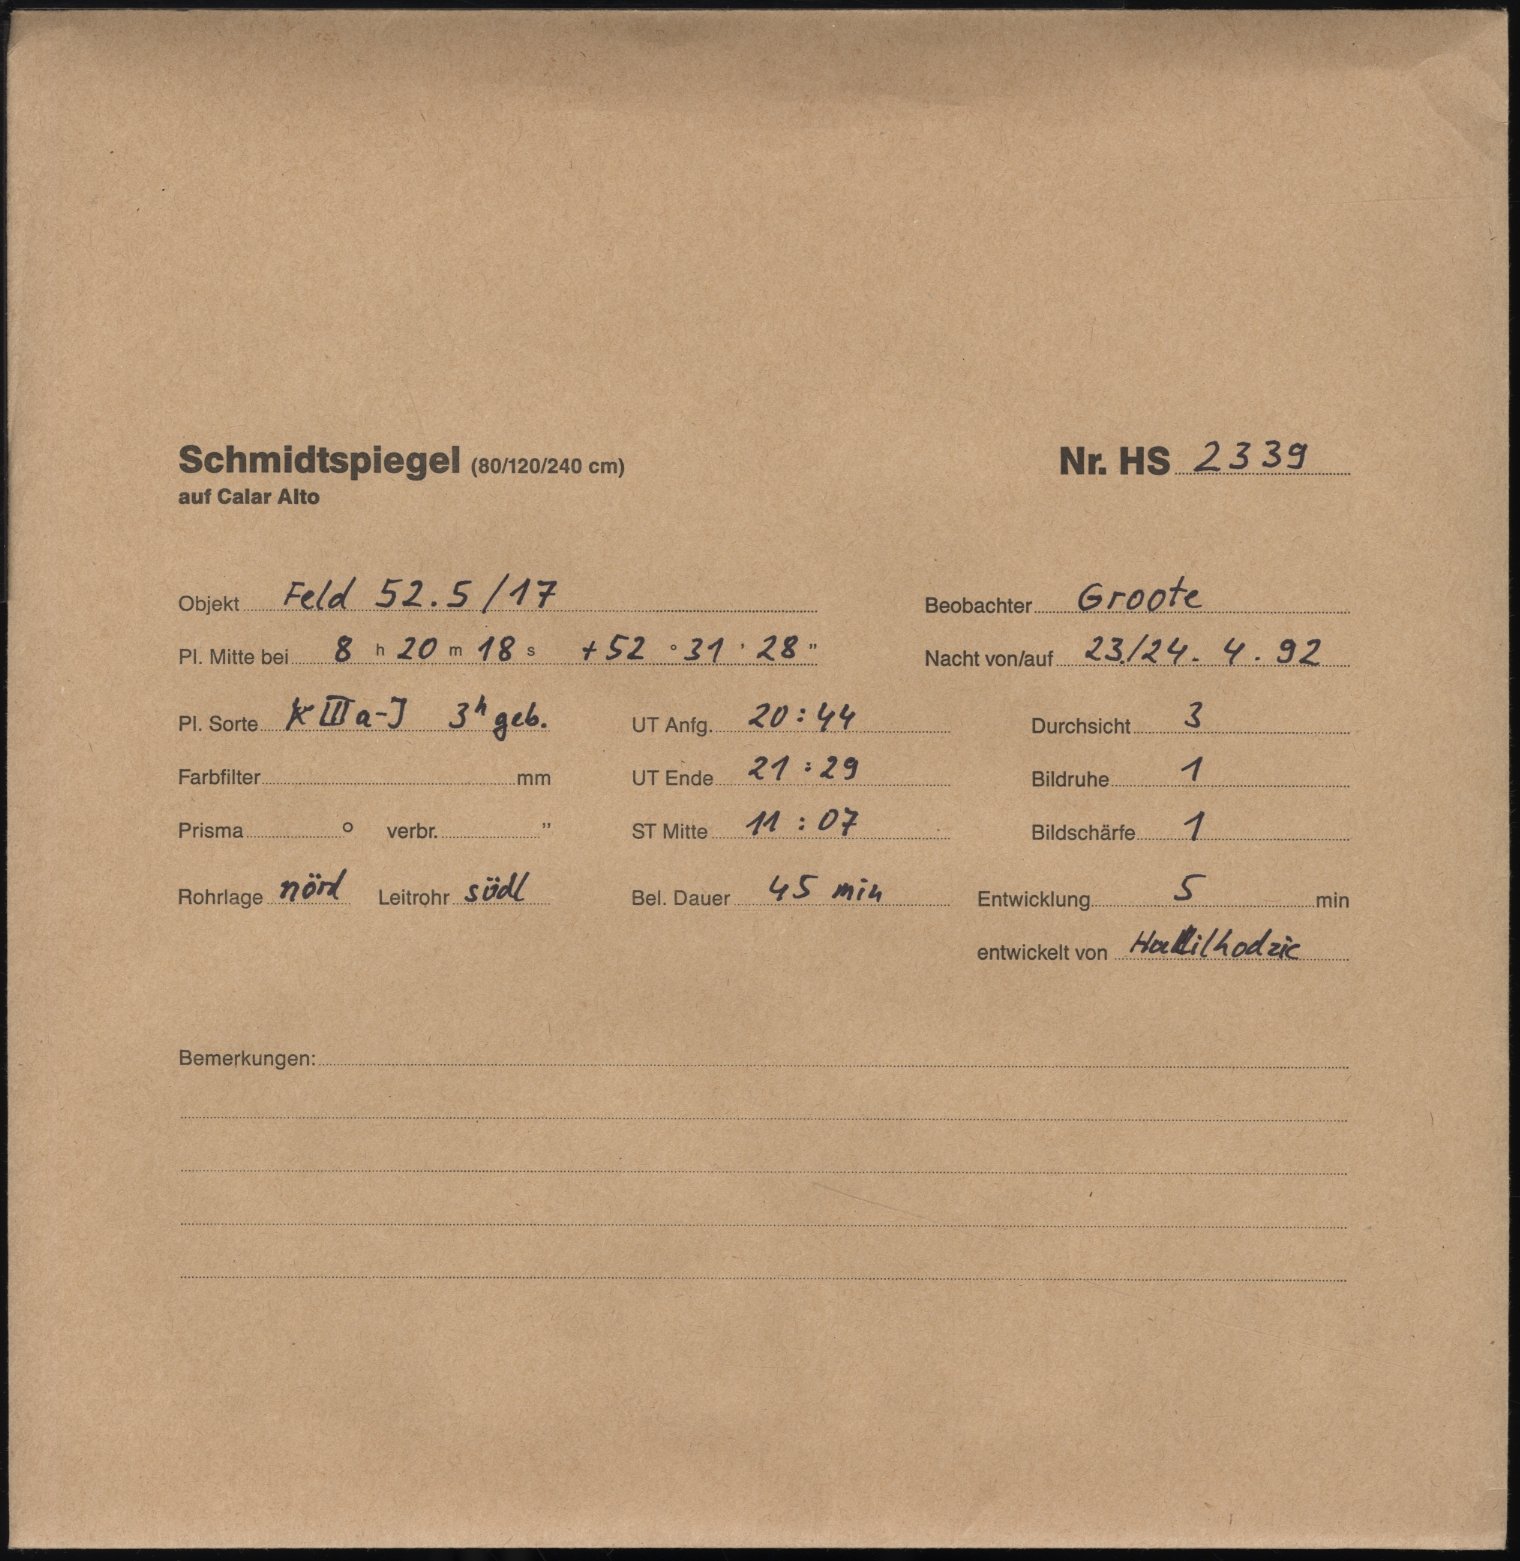 Schmidtspiegel (80/120/240 cm) Nr. HS 2339
auf Calar Alto
Objekt Feld 52.5/17 Beobachter Groote
Pl. Mitte bei 8 h 20 m 18 s +52 ° 31 ' 28 " Nacht von/auf 23./24. 4. 92
Pl. Sorte K III a-J 3h geb. UT Anfg. 20:44 Durchsicht 3
Farbfilter mm UT Ende 21:29 Bildruhe 1
Prisma ° verbr. " ST Mitte 11:07 Bildschärfe 1
Rohrlage nörd Leitrohr südl Bel. Dauer 45 min Entwicklung 5 min
entwickelt von Halilhodzic
Bemerkungen: